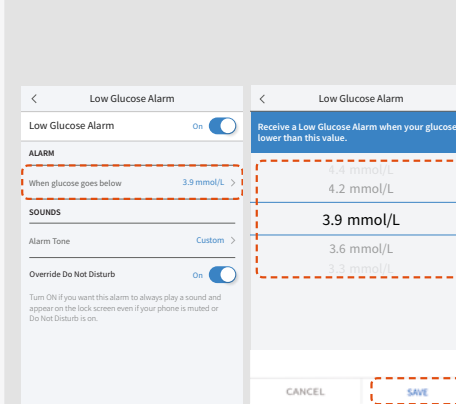 Low Glucose Alarm
Low Glucose Alarm On
ALARM
When glucose goes below 3.9 mmol/L
SOUNDS
Alarm Tone Custom
Override Do Not Disturb On
Turn ON if you want this alarm to always play a sound and
appear on the lock screen even if your phone is muted or
Do Not Disturb is on.
Low Glucose Alarm
Receive a Low Glucose Alarm when your glucose
lower than this value.
4.4 mmol/L
4.2 mmol/L
3.9 mmol/L
3.6 mmol/L
3.3 mmol/L
CANCEL SAVE